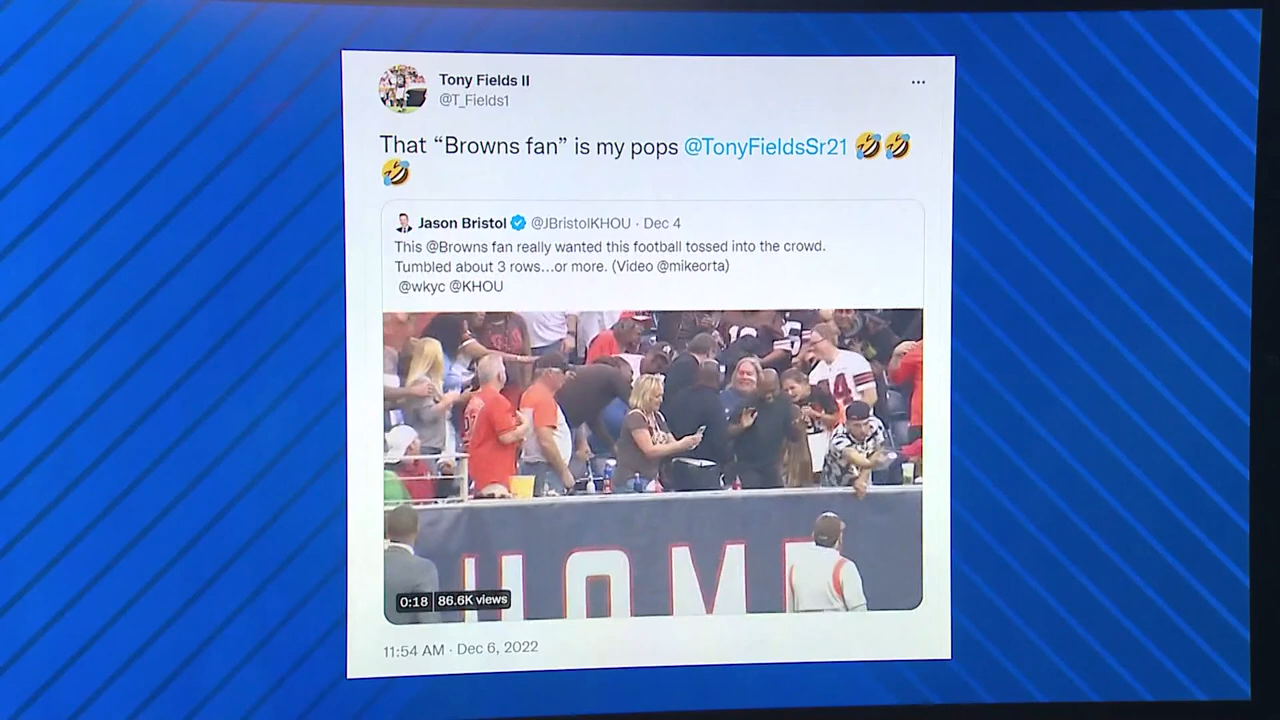 Tony Fields II
@T_Fields1
That “Browns fan” is my pops @TonyFieldsSr21 🤣🤣
🤣
Jason Bristol @JBristolKHOU · Dec 4
This @Browns fan really wanted this football tossed into the crowd.
Tumbled about 3 rows...or more. (Video @mikeorta)
@wkyc @KHOU
HOME
0:18 86.6K views
11:54 AM · Dec 6, 2022